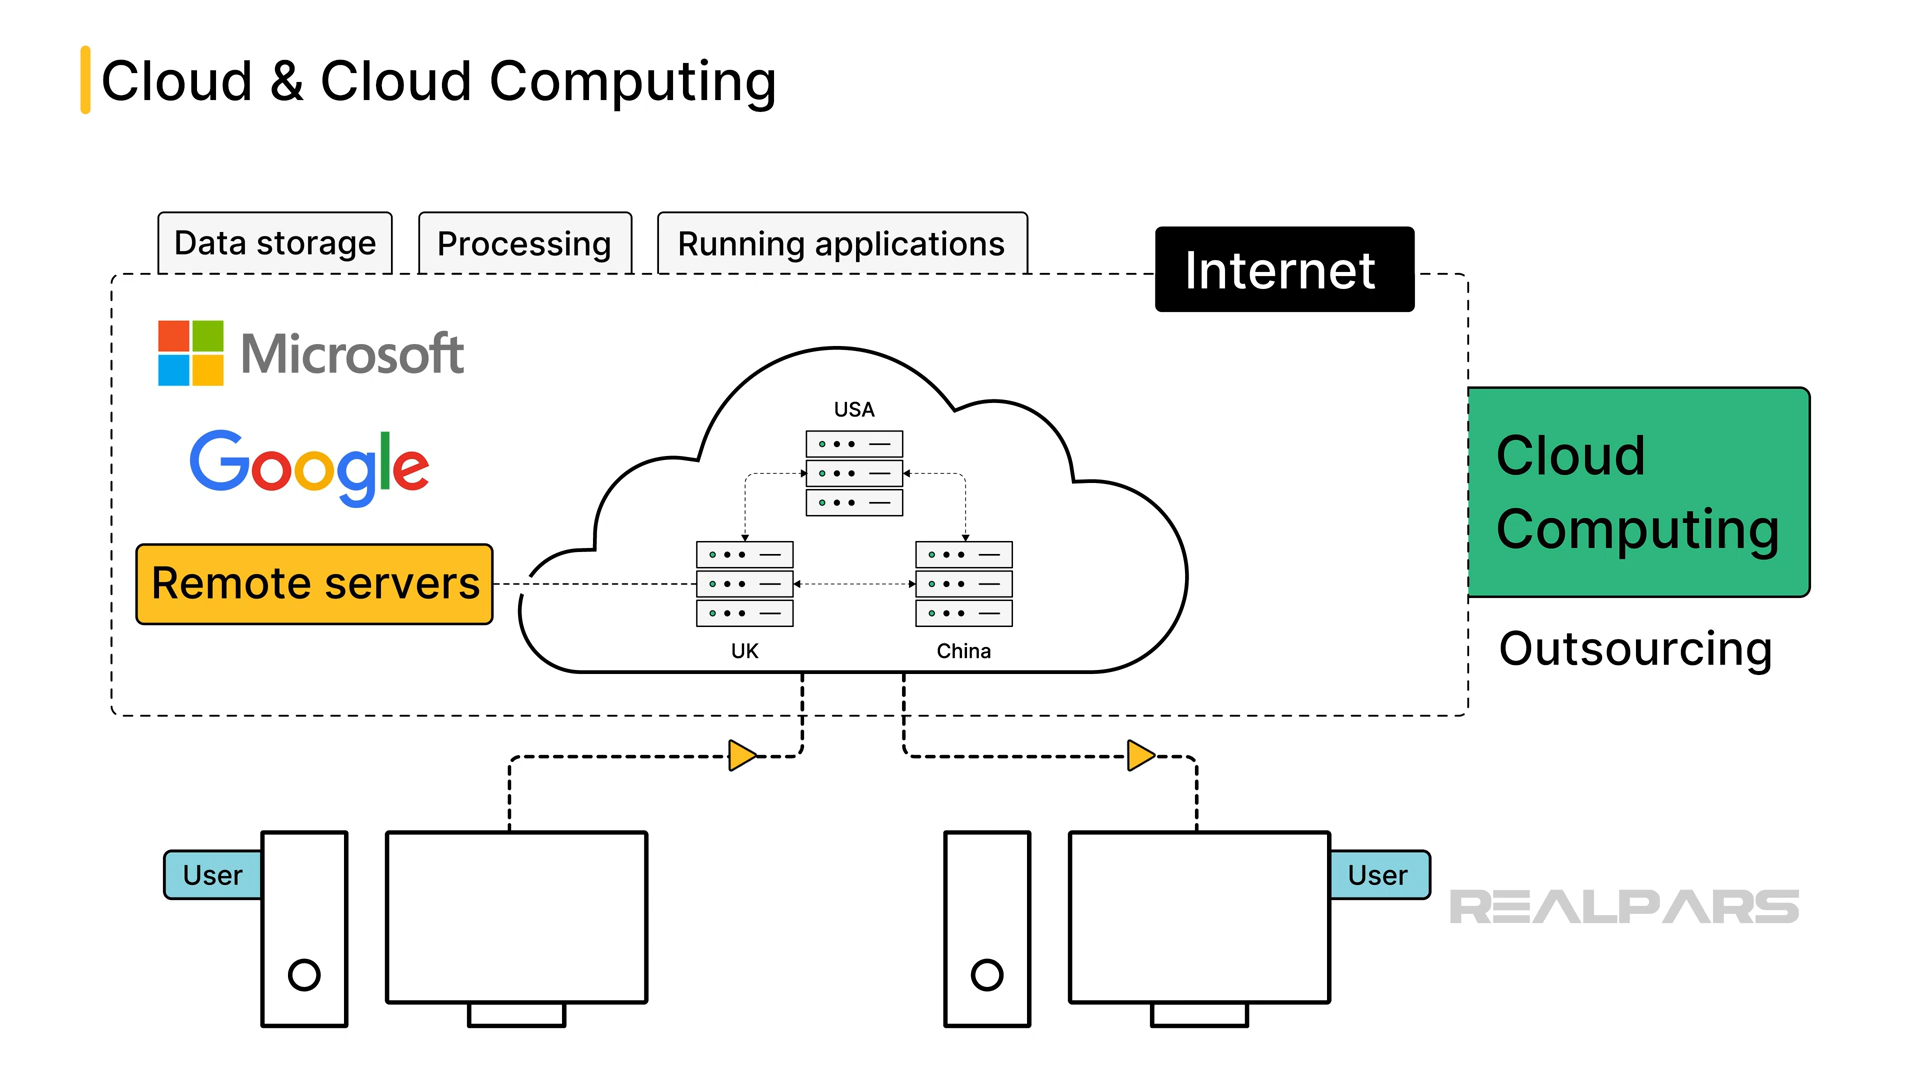 Cloud & Cloud Computing
Data storage
Processing
Running applications
Internet
Microsoft
Google
Remote servers
USA
UK
China
Cloud
Computing
Outsourcing
User
User
REALPARS